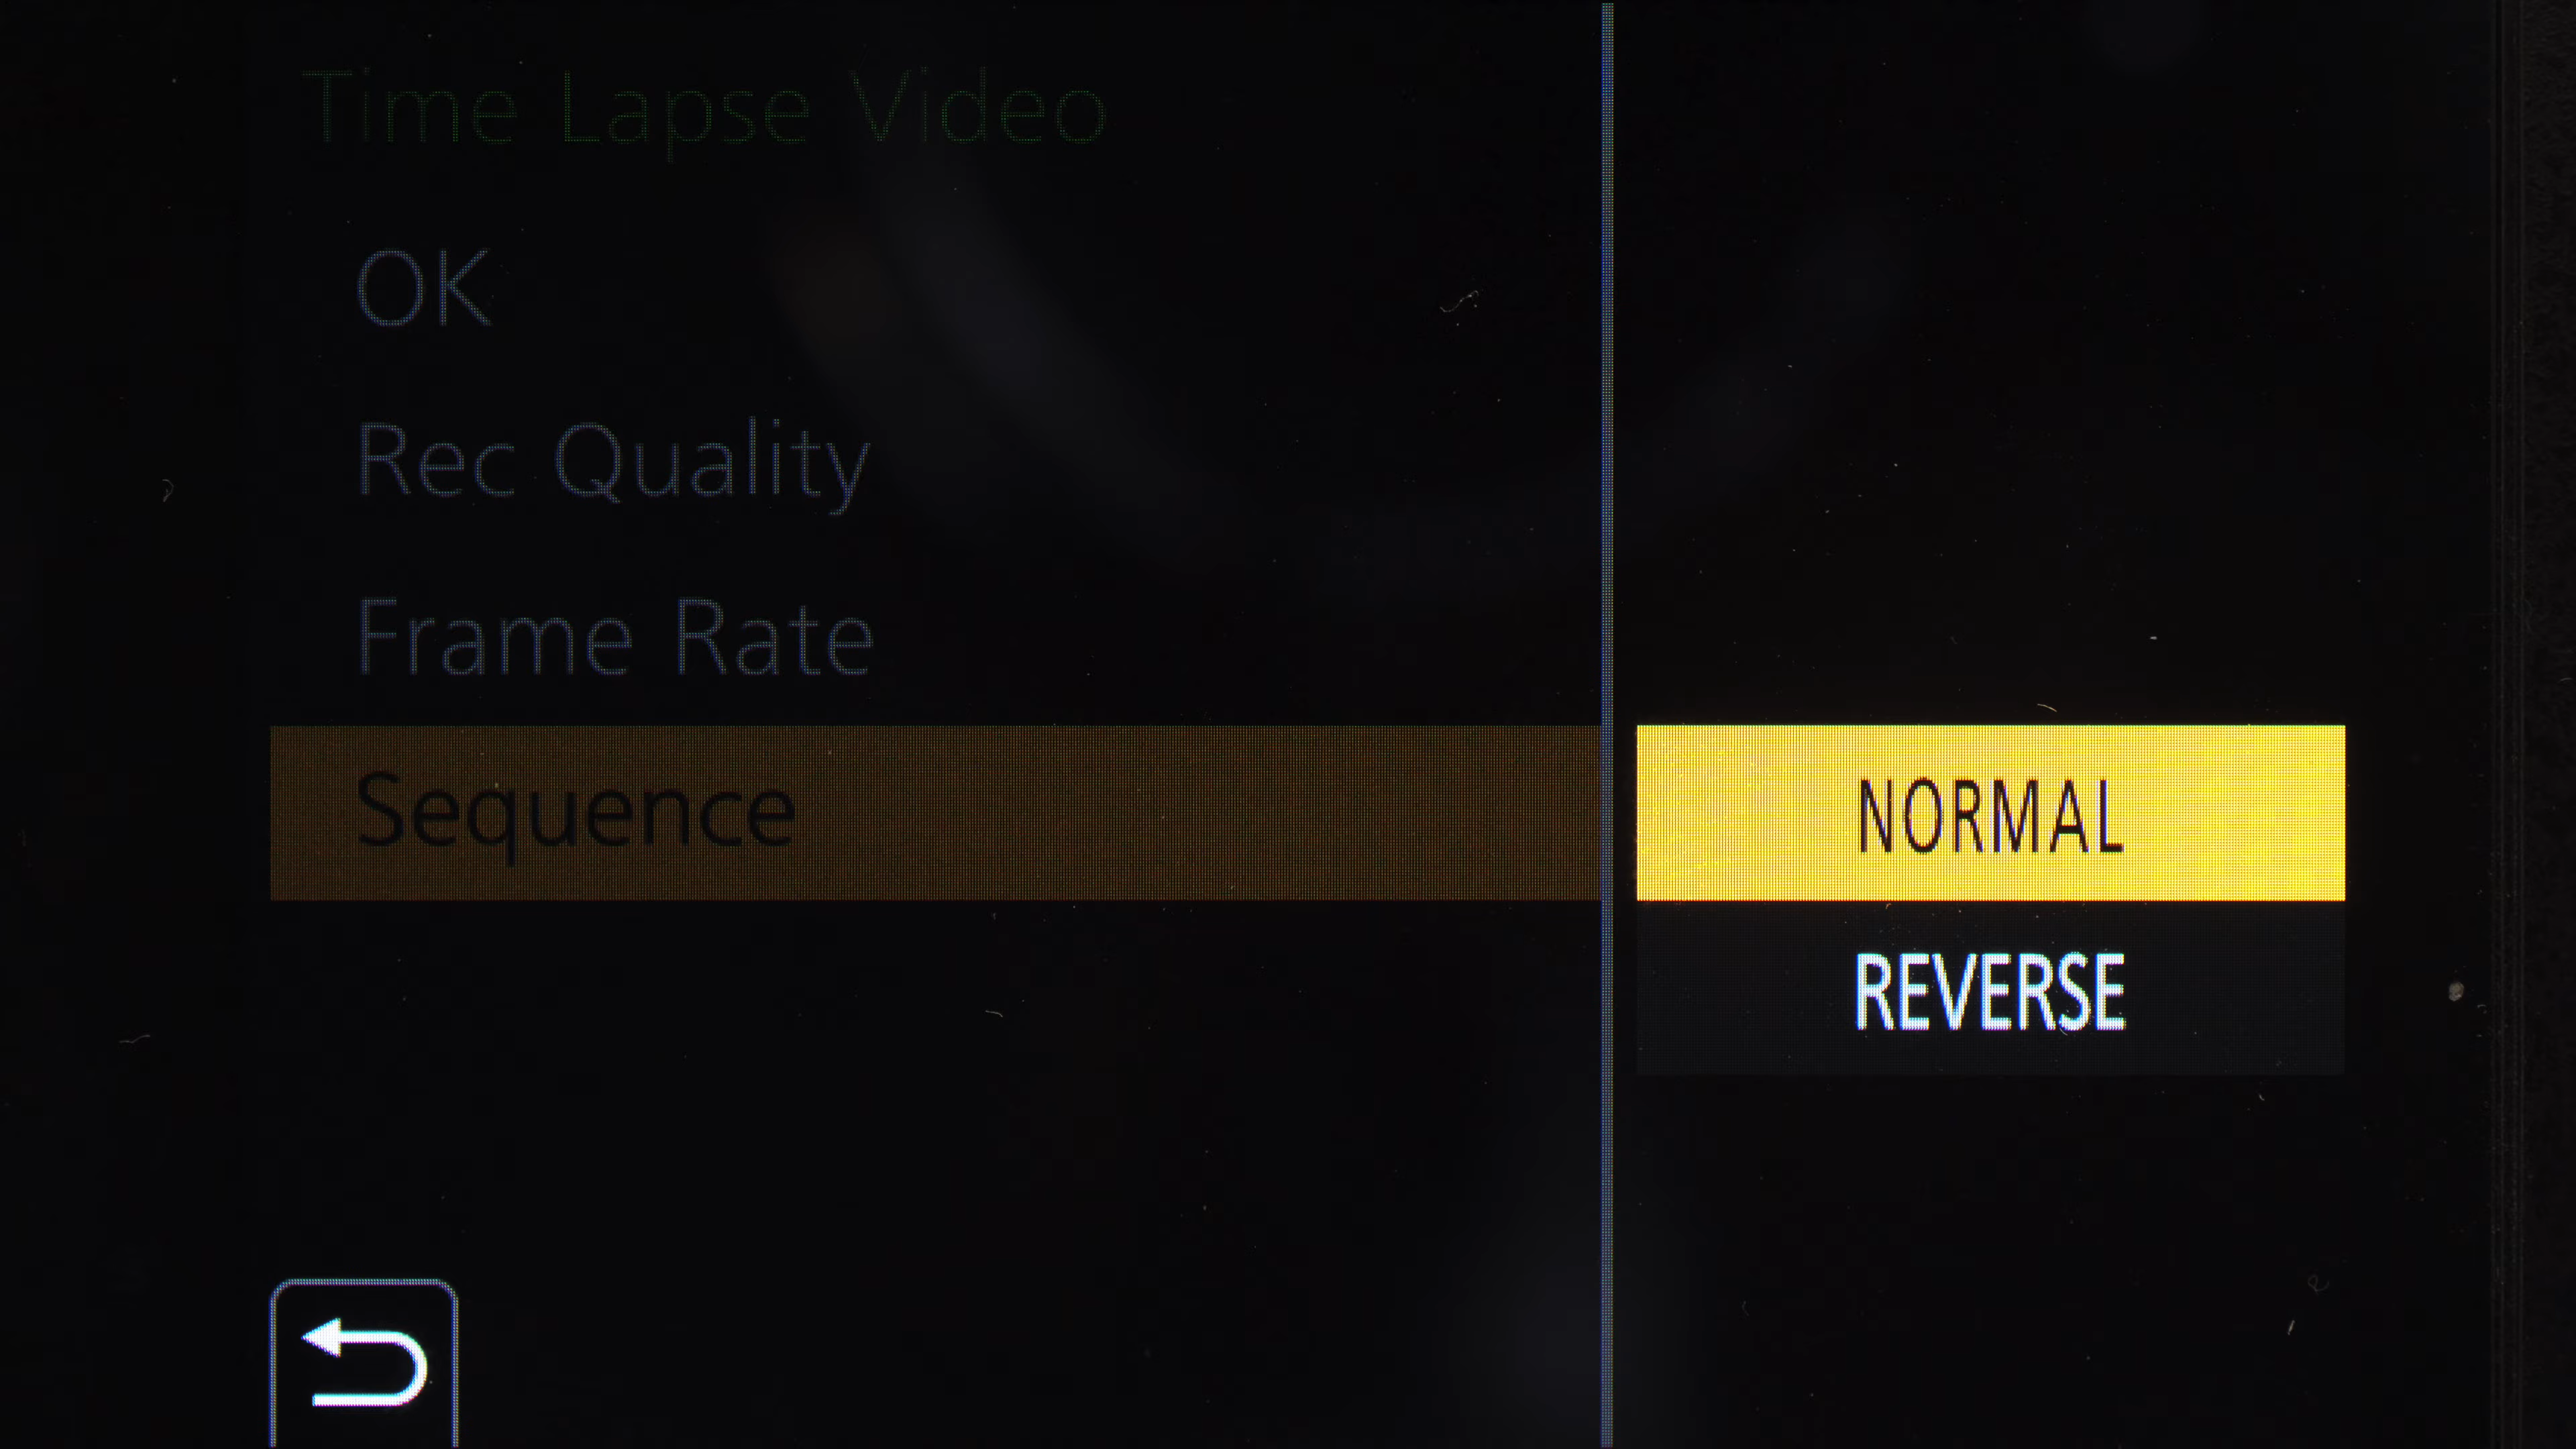 Time Lapse Video
OK
Rec Quality
Frame Rate
Sequence
NORMAL
REVERSE